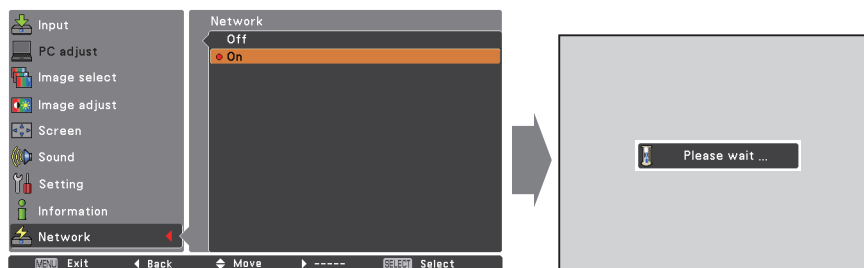 Input
PC adjust
Image select
Image adjust
Screen
Sound
Setting
Information
Network
Network
Off
On
MENU Exit Back Move ----- SELECT Select
Please wait ...